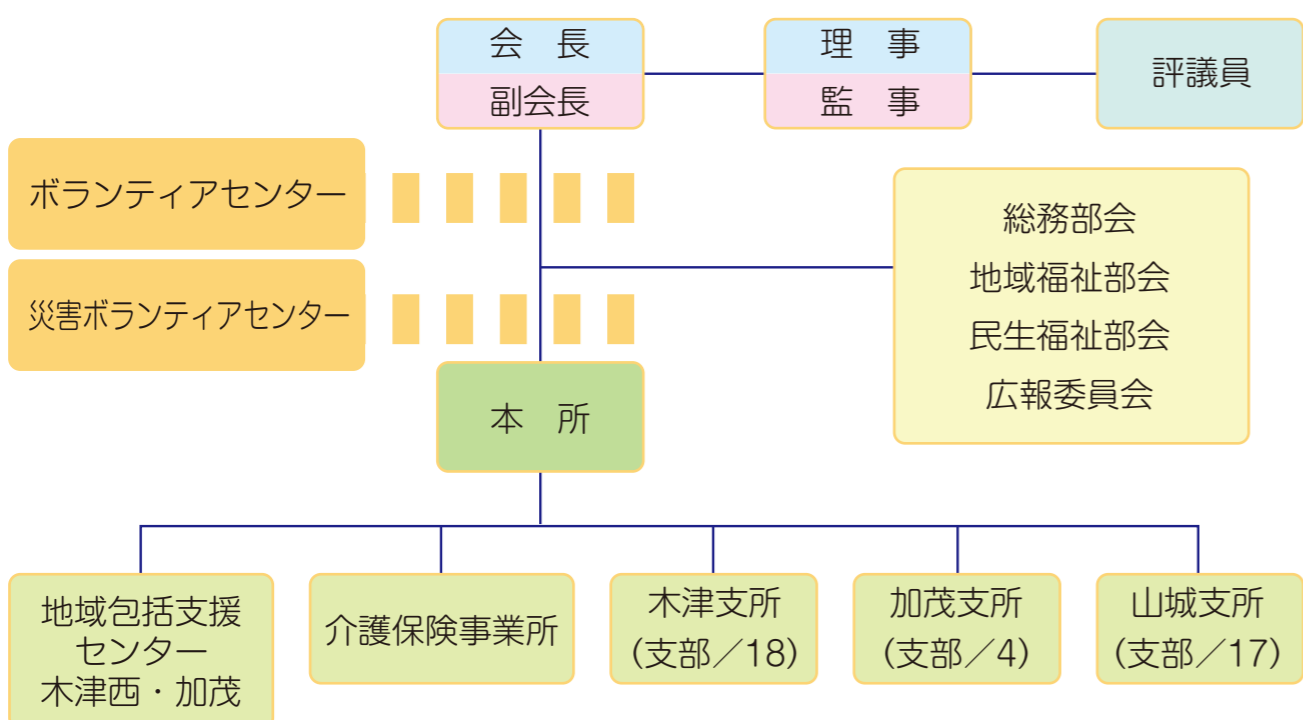 会　長
副会長
理　事
監　事
評議員
ボランティアセンター
災害ボランティアセンター
総務部会
地域福祉部会
民生福祉部会
広報委員会
本　所
地域包括支援
センター
木津西・加茂
介護保険事業所
木津支所
(支部／18)
加茂支所
(支部／4)
山城支所
(支部／17)